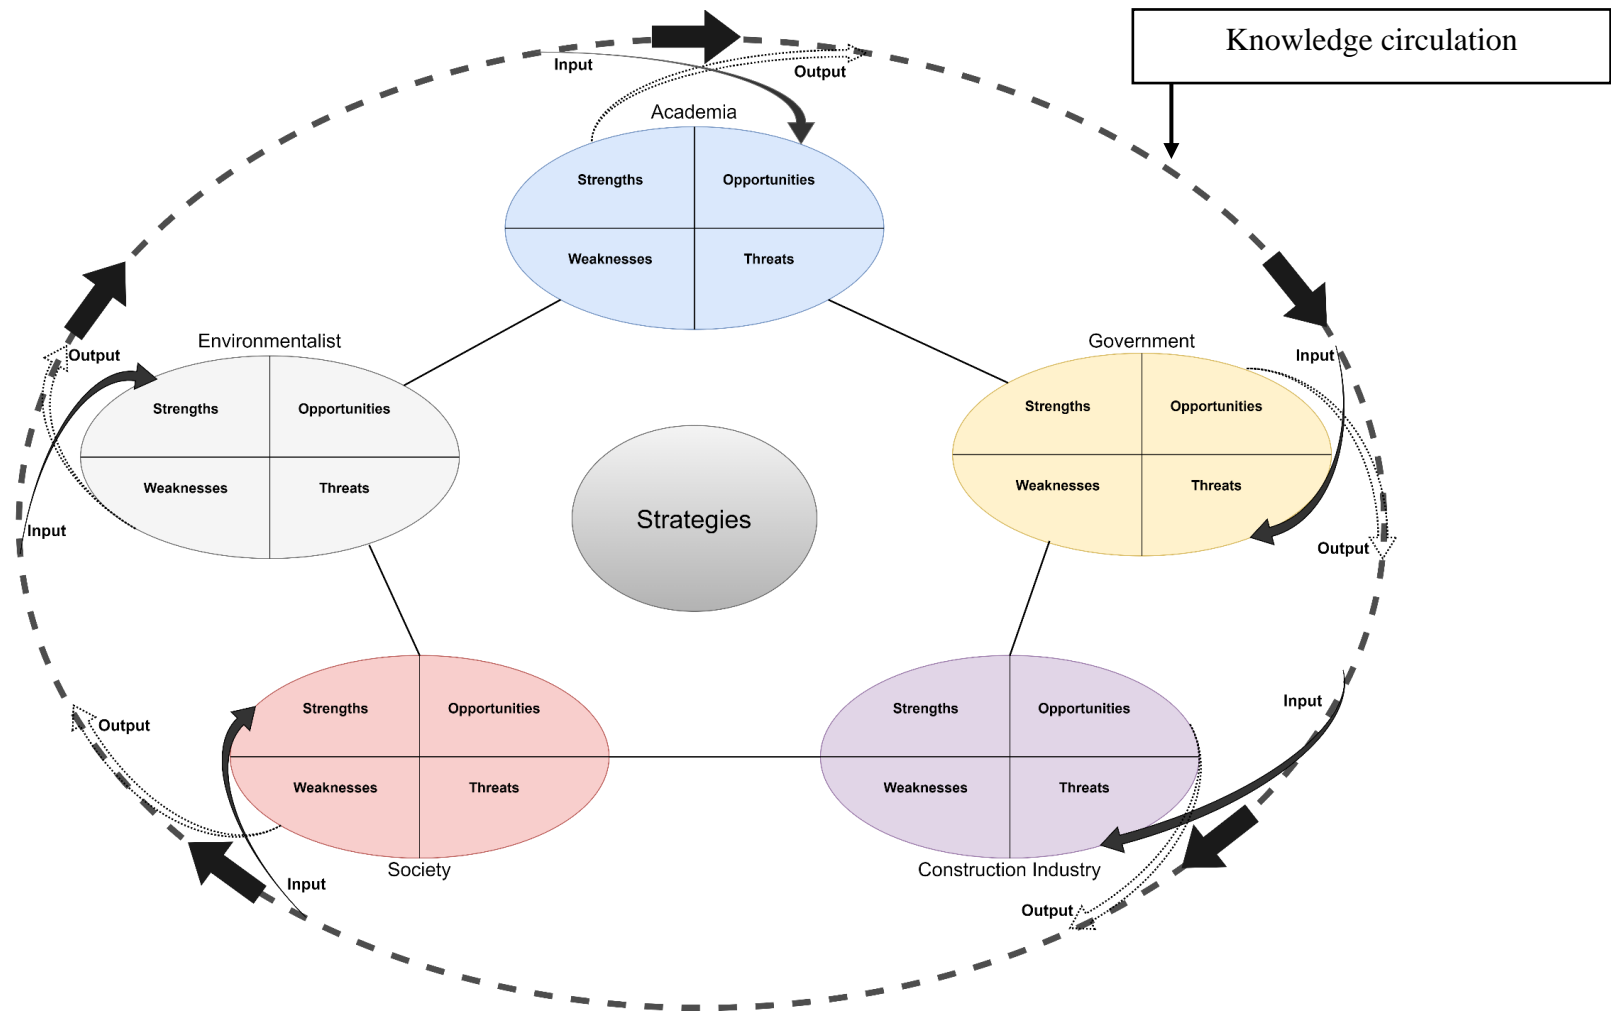 Knowledge circulation
Input
Output
Academia
Strengths
Opportunities
Weaknesses
Threats
Environmentalist
Output
Strengths
Opportunities
Weaknesses
Threats
Input
Government
Input
Strengths
Opportunities
Weaknesses
Threats
Output
Strategies
Output
Strengths
Opportunities
Weaknesses
Threats
Society
Input
Input
Strengths
Opportunities
Weaknesses
Threats
Construction Industry
Output